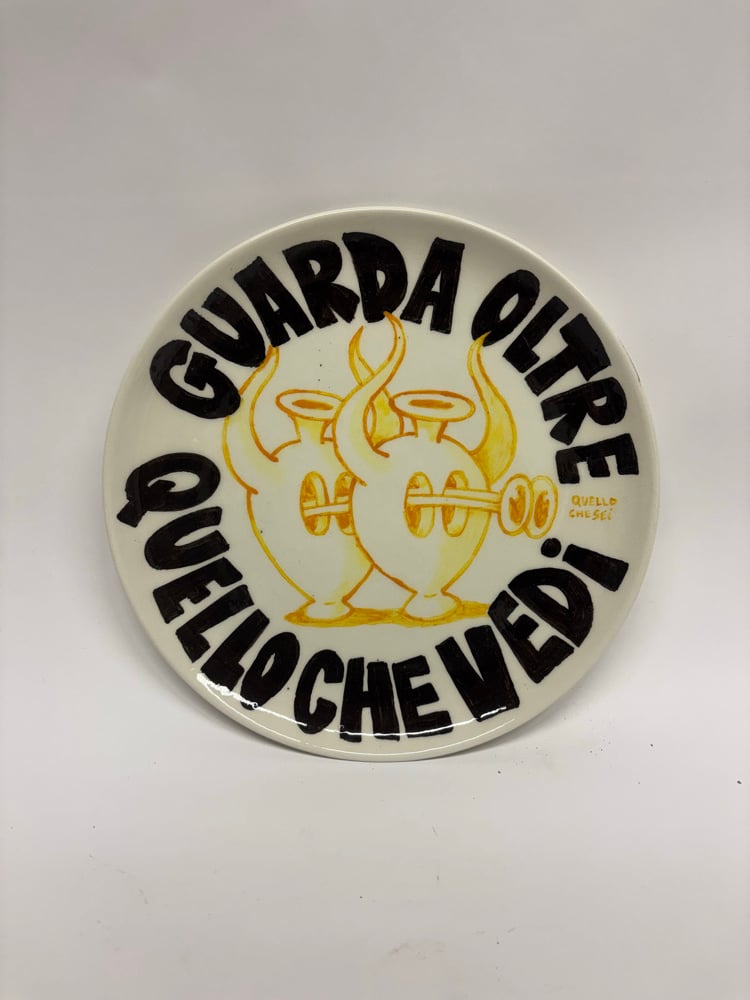 GUARDA OLTRE
QUELLO CHE VEDi
QUELLO
CHE SEi